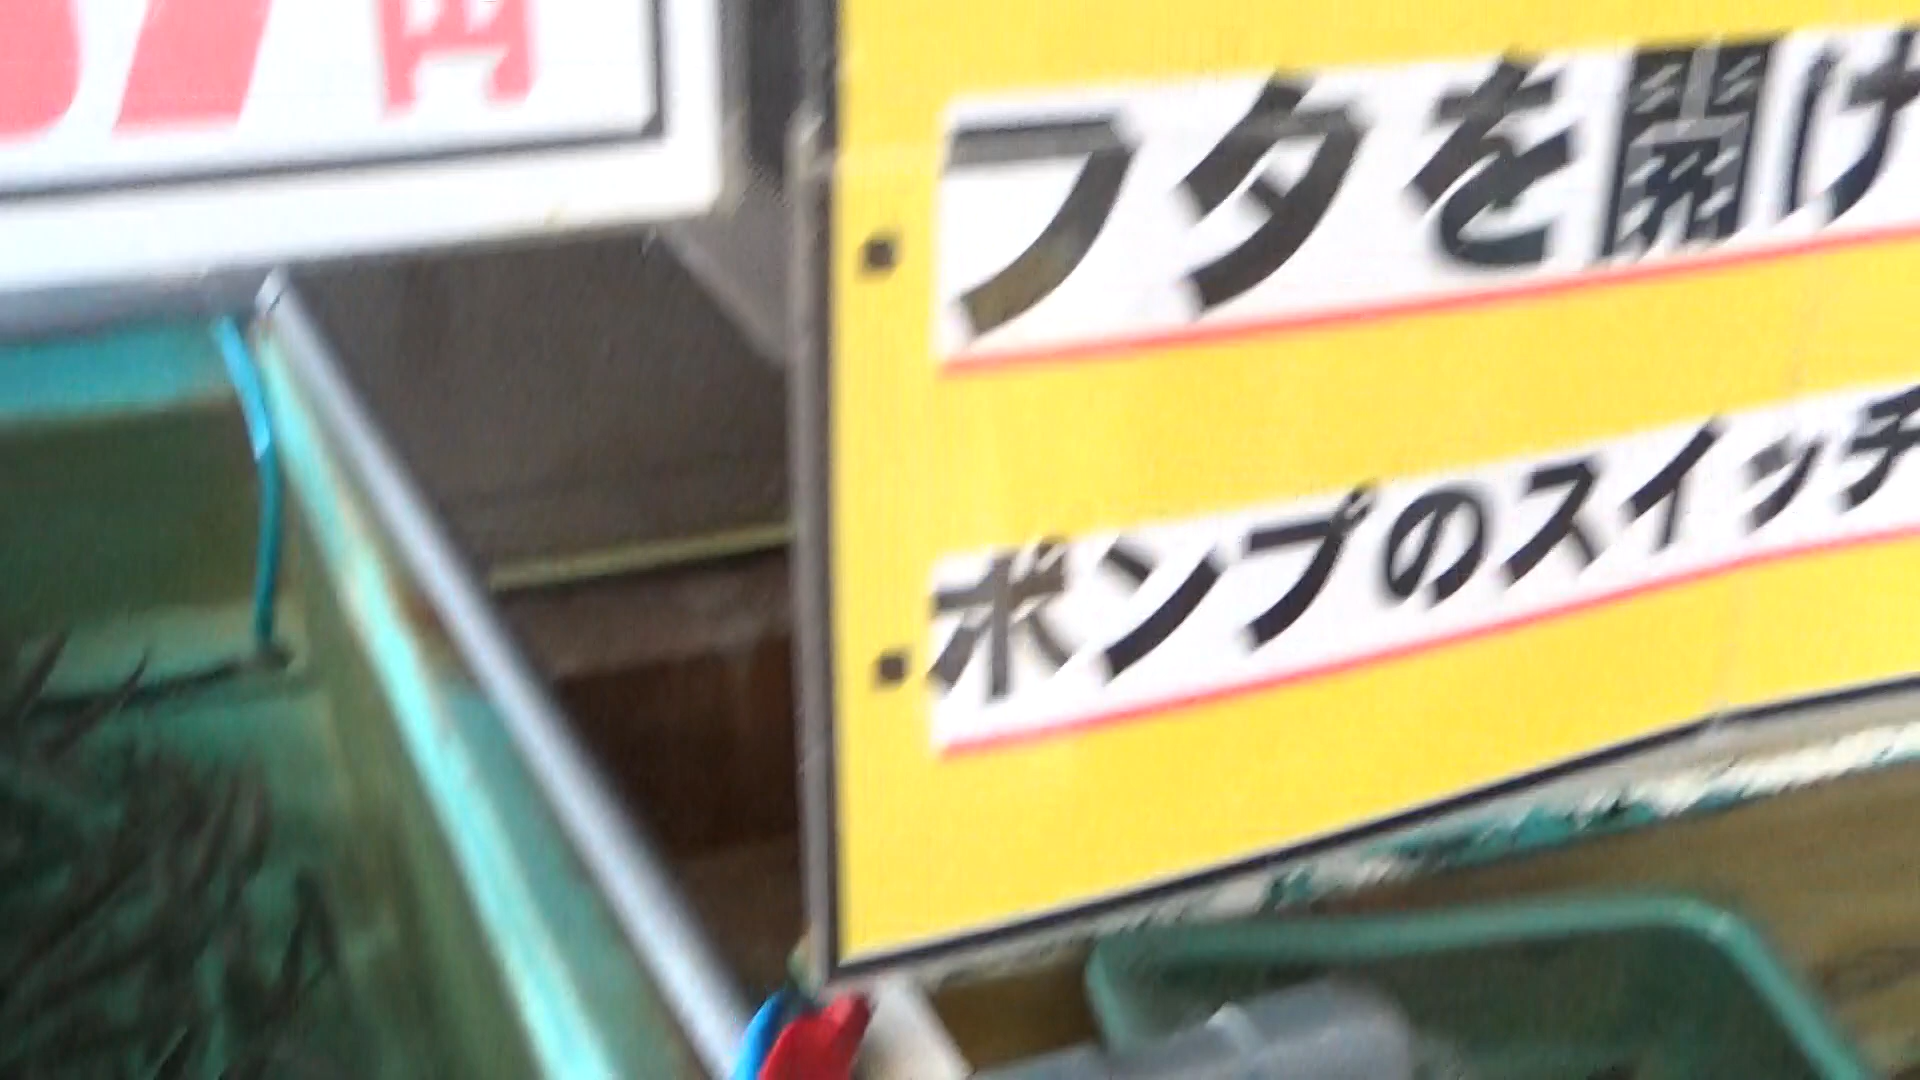 円
・フタを開け
・ポンプのスイッチ